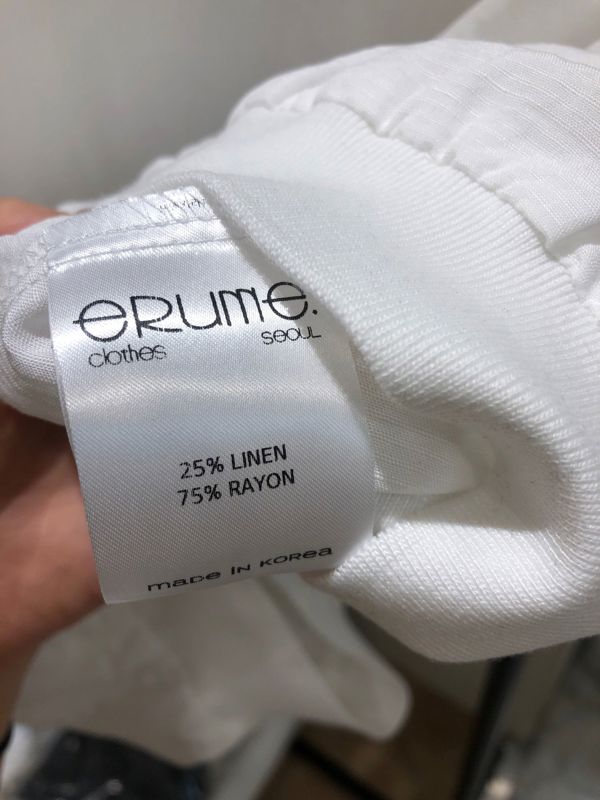 eRUMe.
clothes
seoul
25% LINEN
75% RAYON
maDe IN KOREa